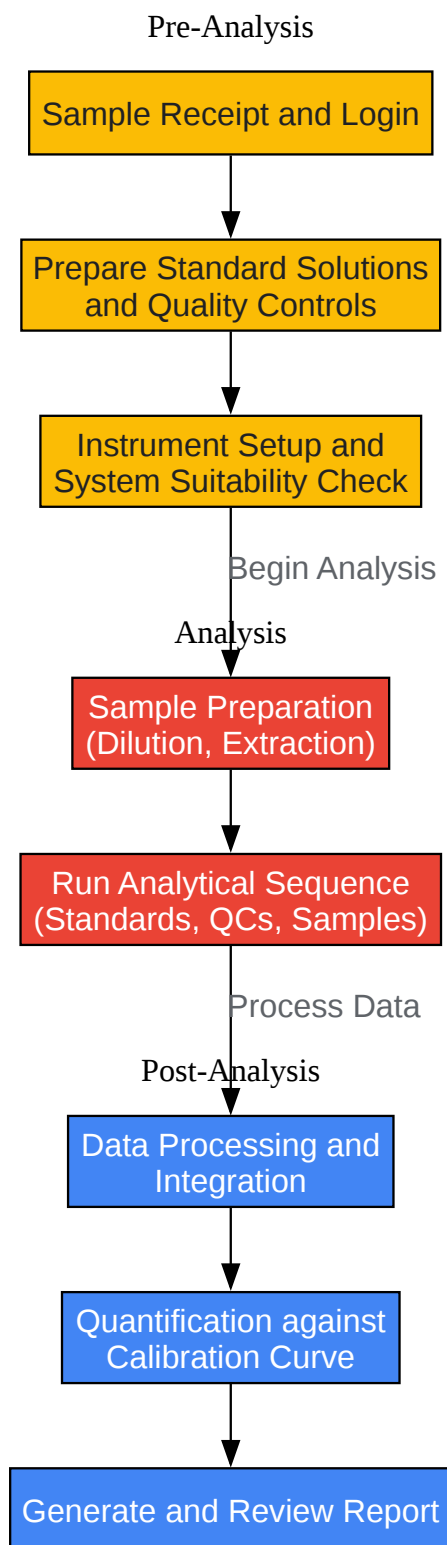 Pre-Analysis
Sample Receipt and Login
Prepare Standard Solutions
and Quality Controls
Instrument Setup and
System Suitability Check
Begin Analysis
Analysis
Sample Preparation
(Dilution, Extraction)
Run Analytical Sequence
(Standards, QCs, Samples)
Process Data
Post-Analysis
Data Processing and
Integration
Quantification against
Calibration Curve
Generate and Review Report